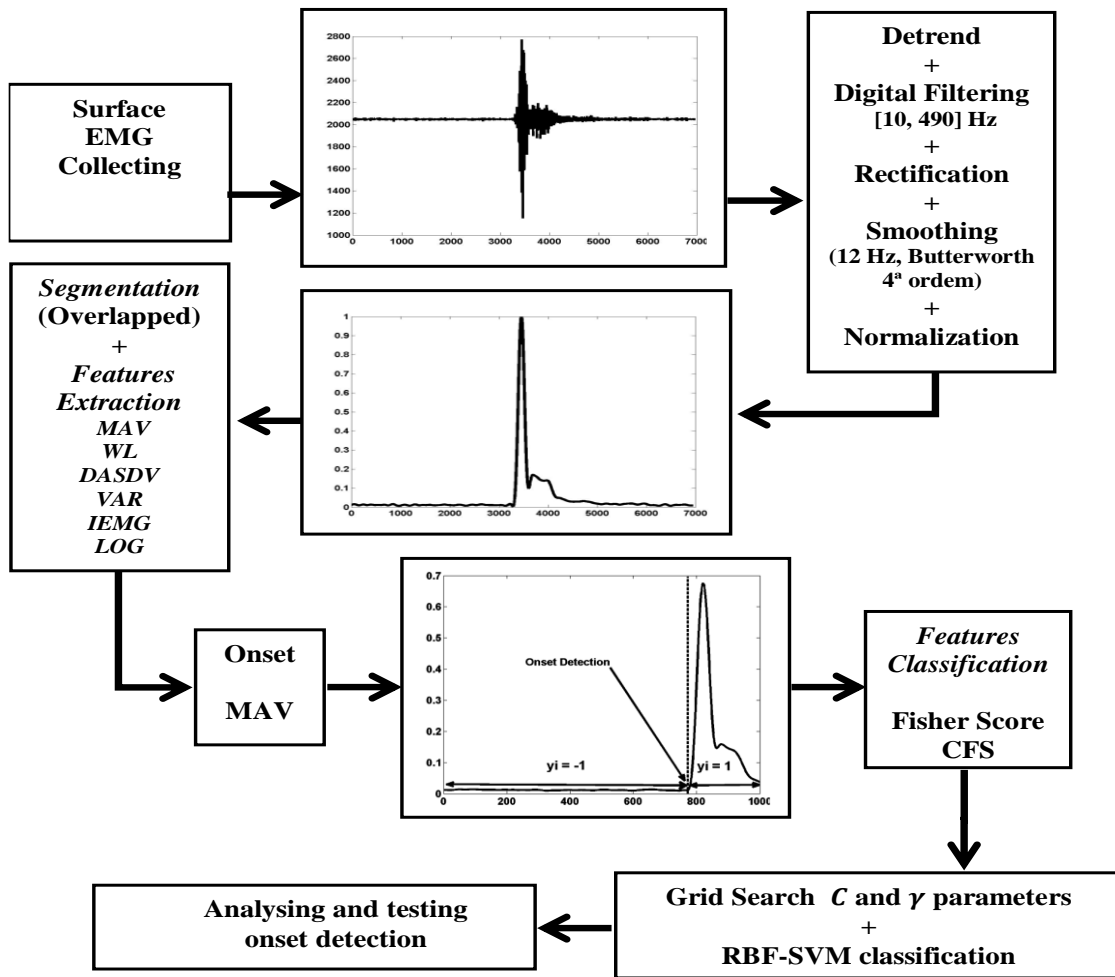 Surface
EMG
Collecting
2800
2600
2400
2200
2000
1800
1600
1400
1200
1000
0 1000 2000 3000 4000 5000 6000 7000
Detrend
+
Digital Filtering
[10, 490] Hz
+
Rectification
+
Smoothing
(12 Hz, Butterworth
4ª ordem)
+
Normalization
1
0.9
0.8
0.7
0.6
0.5
0.4
0.3
0.2
0.1
0
0 1000 2000 3000 4000 5000 6000 7000
Segmentation
(Overlapped)
+
Features
Extraction
MAV
WL
DASDV
VAR
IEMG
LOG
Onset
MAV
0.7
0.6
0.5
0.4
0.3
0.2
0.1
0
Onset Detection
yi = -1
yi = 1
0 200 400 600 800 1000
Features
Classification
Fisher Score
CFS
Grid Search C and γ parameters
+
RBF-SVM classification
Analysing and testing
onset detection